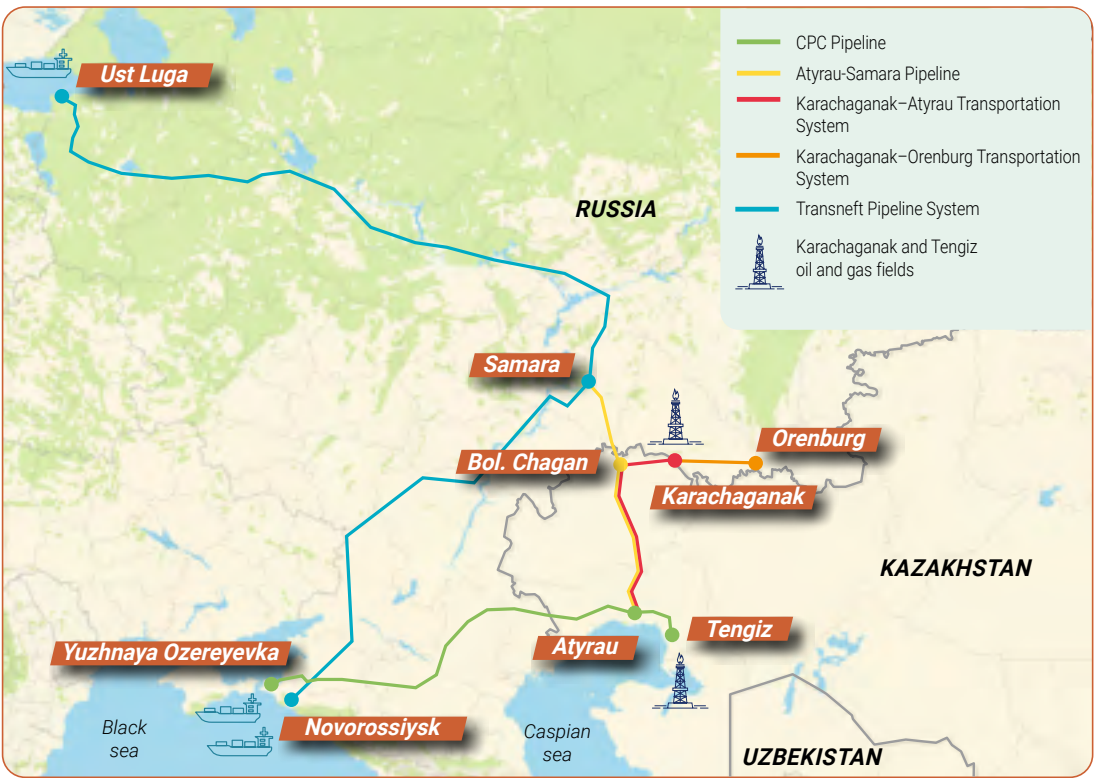 CPC Pipeline
Atyrau-Samara Pipeline
Karachaganak–Atyrau Transportation
System
Karachaganak–Orenburg Transportation
System
Transneft Pipeline System
Karachaganak and Tengiz
oil and gas fields
Ust Luga
RUSSIA
Samara
Orenburg
Bol. Chagan
Karachaganak
KAZAKHSTAN
Tengiz
Atyrau
Yuzhnaya Ozereyevka
Novorossiysk
Black
sea
Caspian
sea
UZBEKISTAN